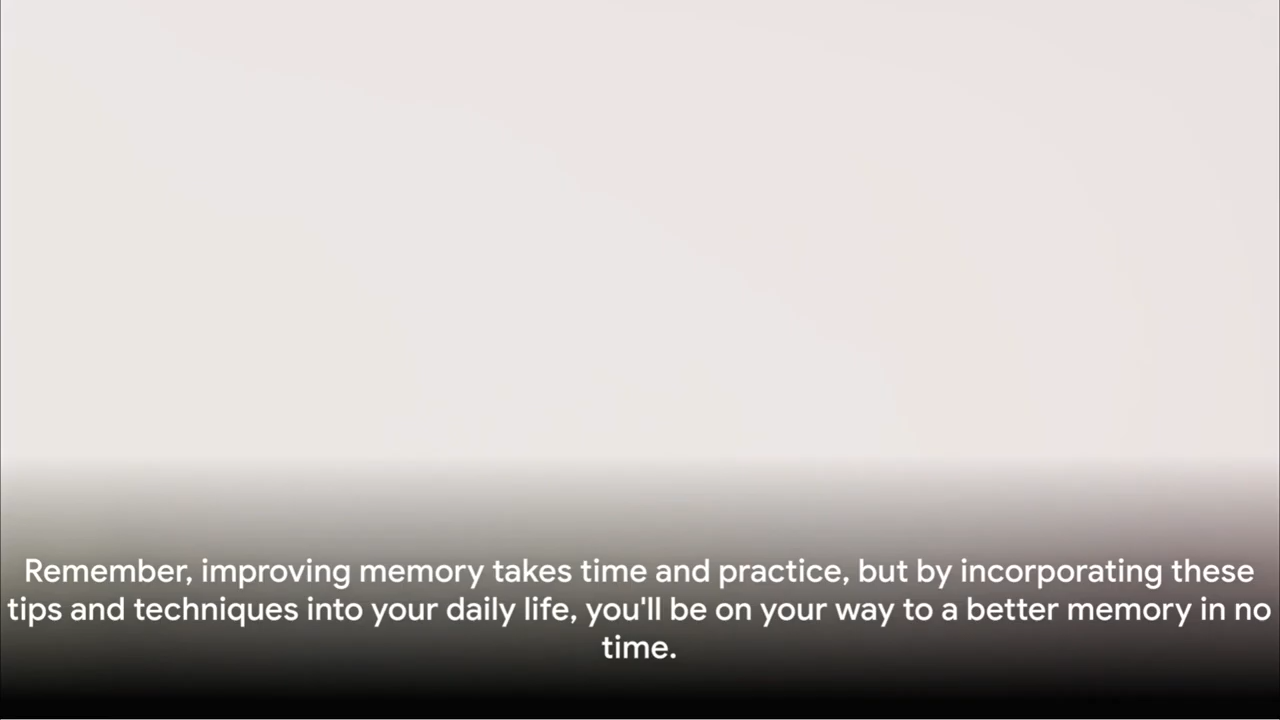 Remember, improving memory takes time and practice, but by incorporating these
tips and techniques into your daily life, you'll be on your way to a better memory in no
time.